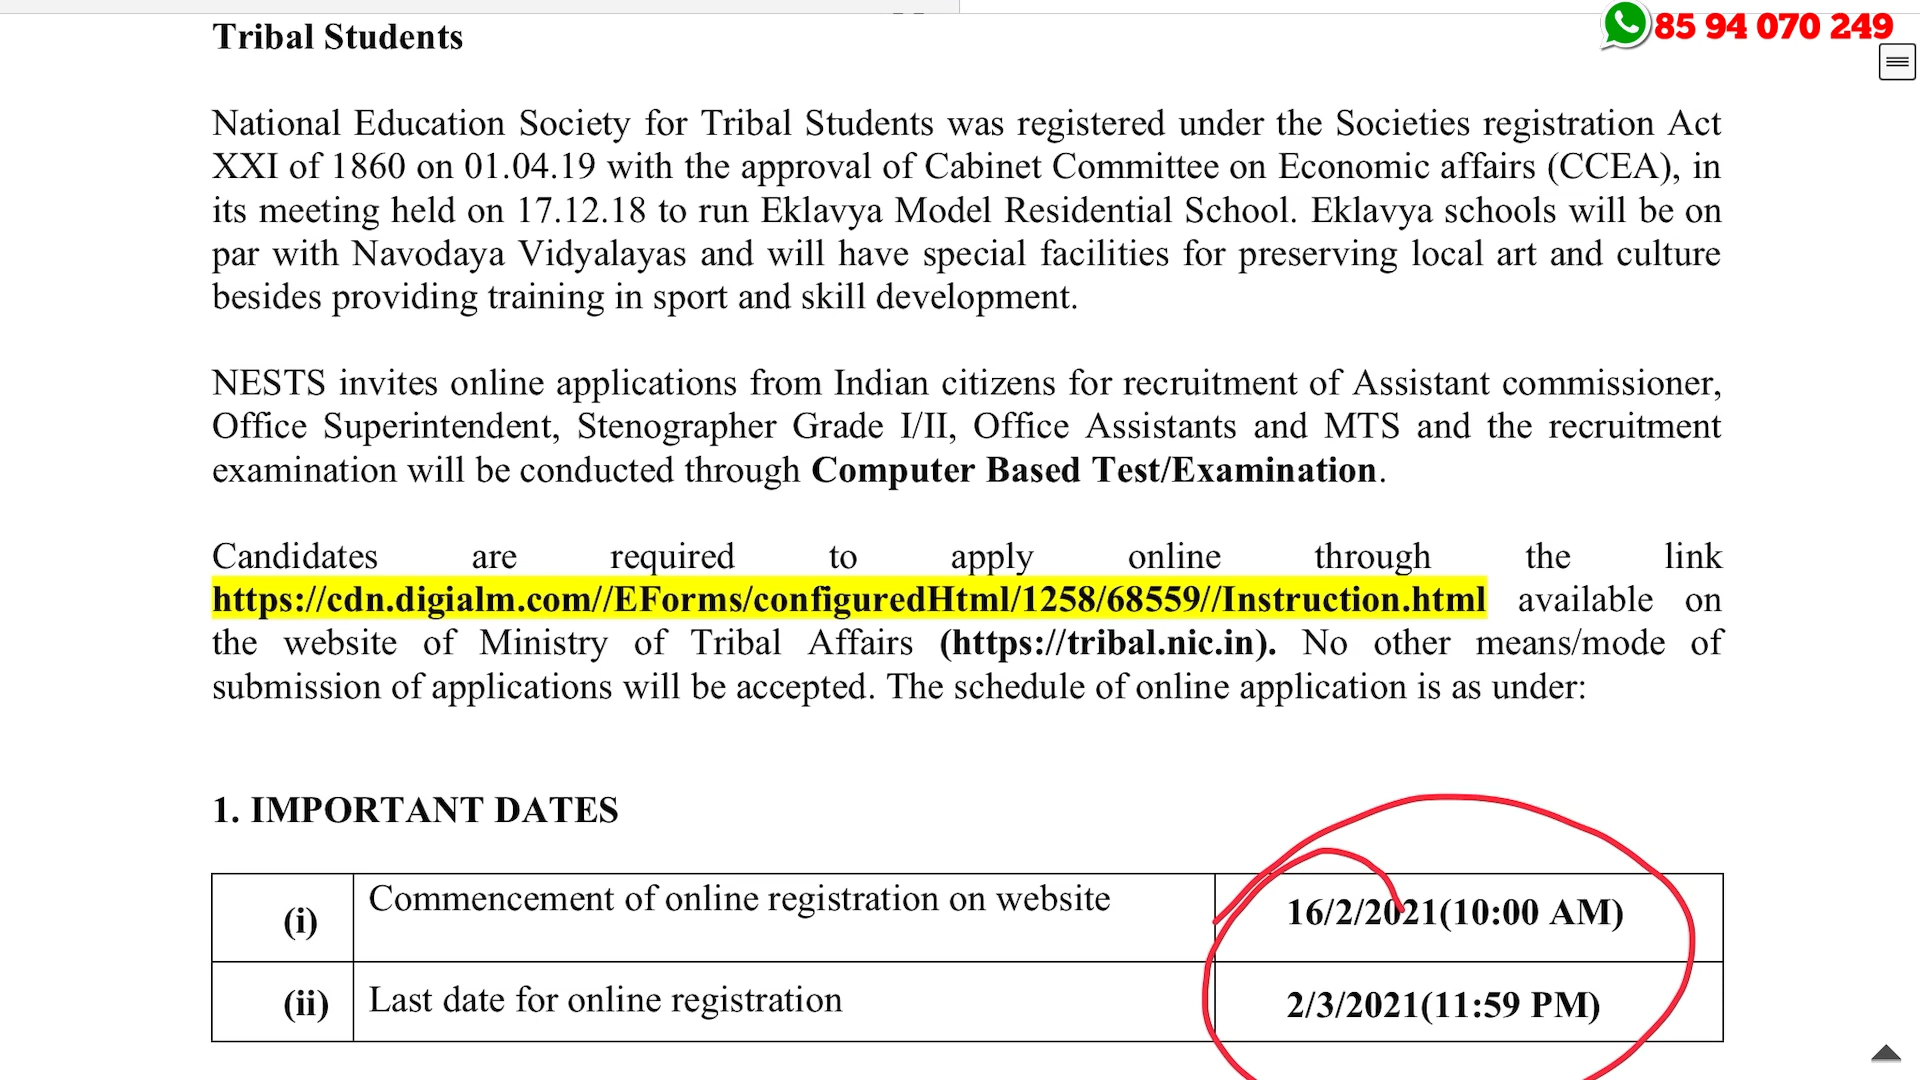 85 94 070 249
Tribal Students
National Education Society for Tribal Students was registered under the Societies registration Act
XXI of 1860 on 01.04.19 with the approval of Cabinet Committee on Economic affairs (CCEA), in
its meeting held on 17.12.18 to run Eklavya Model Residential School. Eklavya schools will be on
par with Navodaya Vidyalayas and will have special facilities for preserving local art and culture
besides providing training in sport and skill development.
NESTS invites online applications from Indian citizens for recruitment of Assistant commissioner,
Office Superintendent, Stenographer Grade I/II, Office Assistants and MTS and the recruitment
examination will be conducted through Computer Based Test/Examination.
Candidates are required to apply online through the link
https://cdn.digialm.com//EForms/configuredHtml/1258/68559//Instruction.html available on
the website of Ministry of Tribal Affairs (https://tribal.nic.in). No other means/mode of
submission of applications will be accepted. The schedule of online application is as under:
1. IMPORTANT DATES
(i) Commencement of online registration on website 16/2/2021(10:00 AM)
(ii) Last date for online registration 2/3/2021(11:59 PM)